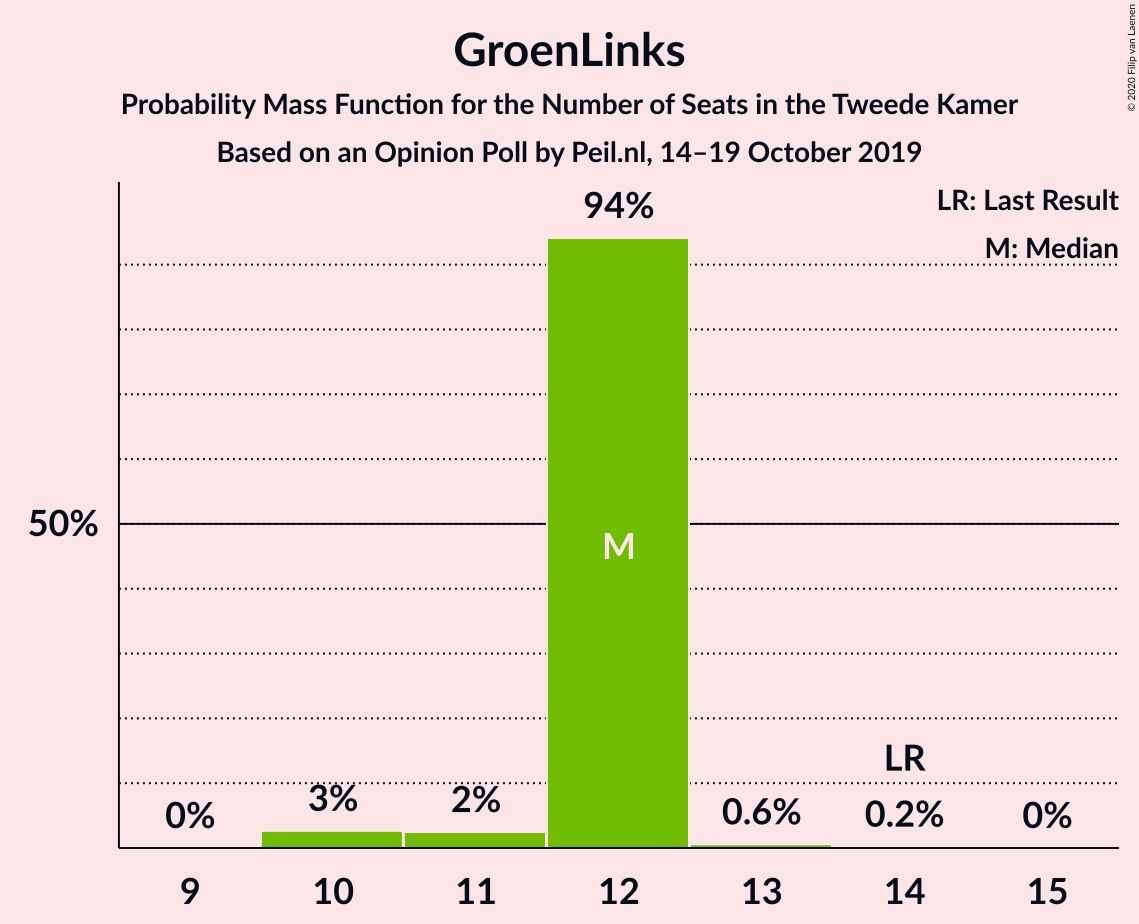 GroenLinks
Probability Mass Function for the Number of Seats in the Tweede Kamer
Based on an Opinion Poll by Peil.nl, 14–19 October 2019
© 2020 Filip van Laenen
LR: Last Result
M: Median
94%
50%
M
LR
0%
3%
2%
0.6%
0.2%
0%
9
10
11
12
13
14
15